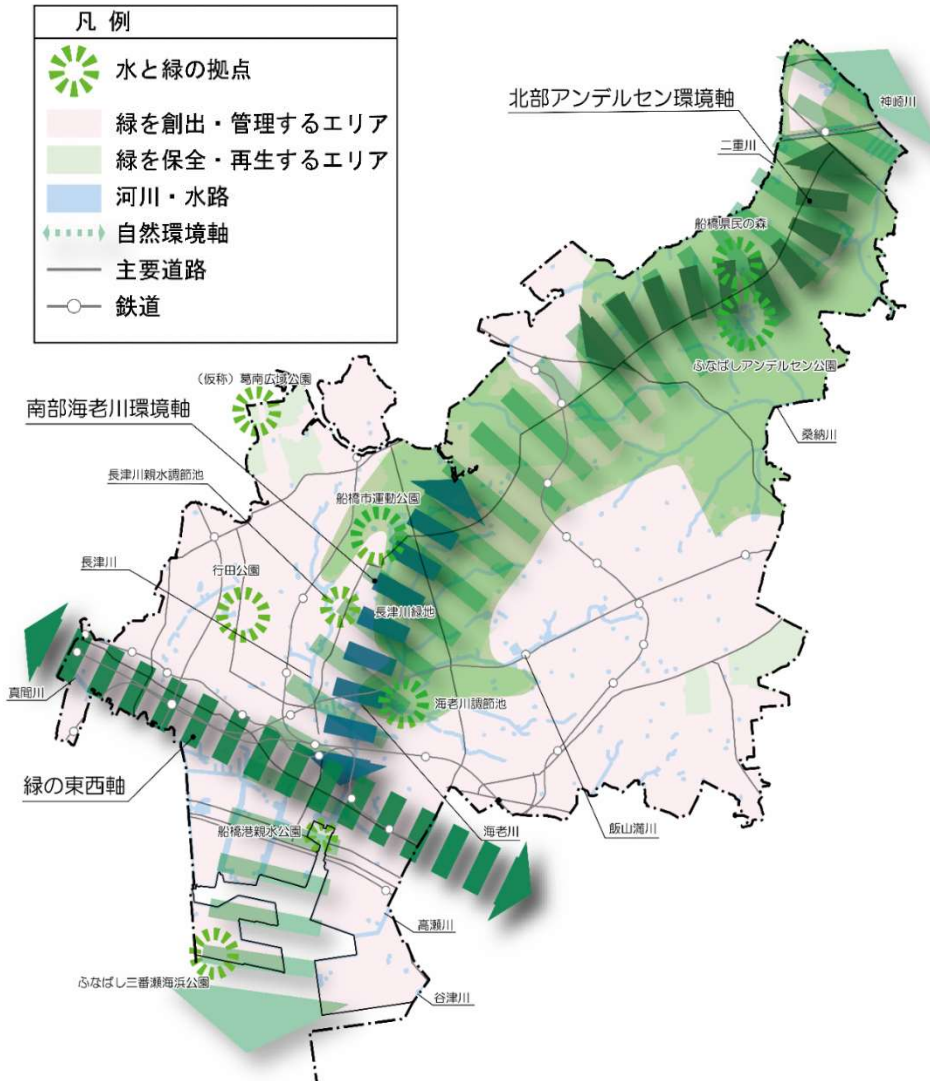 凡 例
水と緑の拠点
緑を創出・管理するエリア
緑を保全・再生するエリア
河川・水路
自然環境軸
主要道路
鉄道
北部アンデルセン環境軸
神崎川
二重川
船橋県民の森
ふなばしアンデルセン公園
(仮称)葛南広域公園
南部海老川環境軸
桑納川
長津川親水調節池
船橋市運動公園
長津川
行田公園
長津川緑地
真間川
海老川調節池
緑の東西軸
船橋港親水公園
海老川
飯山満川
高瀬川
ふなばし三番瀬海浜公園
谷津川